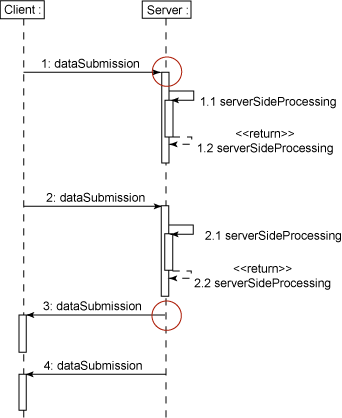 Client :
Server :
1: dataSubmission
1.1 serverSideProcessing
<<return>>
1.2 serverSideProcessing
2: dataSubmission
2.1 serverSideProcessing
<<return>>
2.2 serverSideProcessing
3: dataSubmission
4: dataSubmission